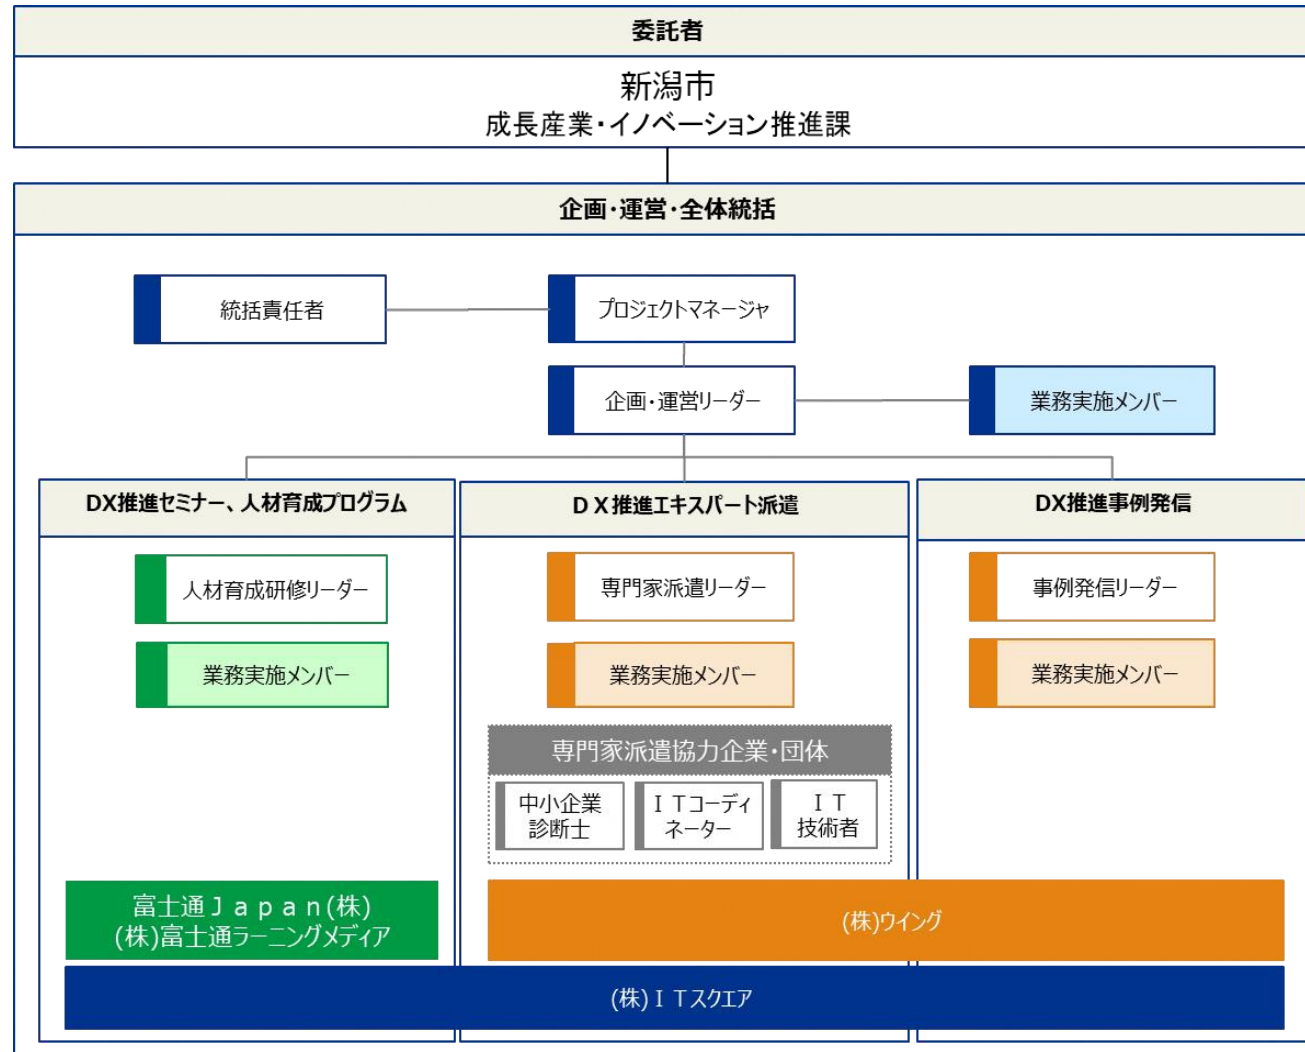 委託者
新潟市
成長産業・イノベーション推進課
企画・運営・全体統括
統括責任者
プロジェクトマネージャ
企画・運営リーダー
業務実施メンバー
DX推進セミナー、人材育成プログラム
ＤＸ推進エキスパート派遣
DX推進事例発信
人材育成研修リーダー
専門家派遣リーダー
事例発信リーダー
業務実施メンバー
業務実施メンバー
業務実施メンバー
専門家派遣協力企業・団体
中小企業
診断士
ＩＴコーディ
ネーター
ＩＴ
技術者
富士通Ｊａｐａｎ(株)
(株)富士通ラーニングメディア
(株)ウイング
(株)ＩＴスクエア